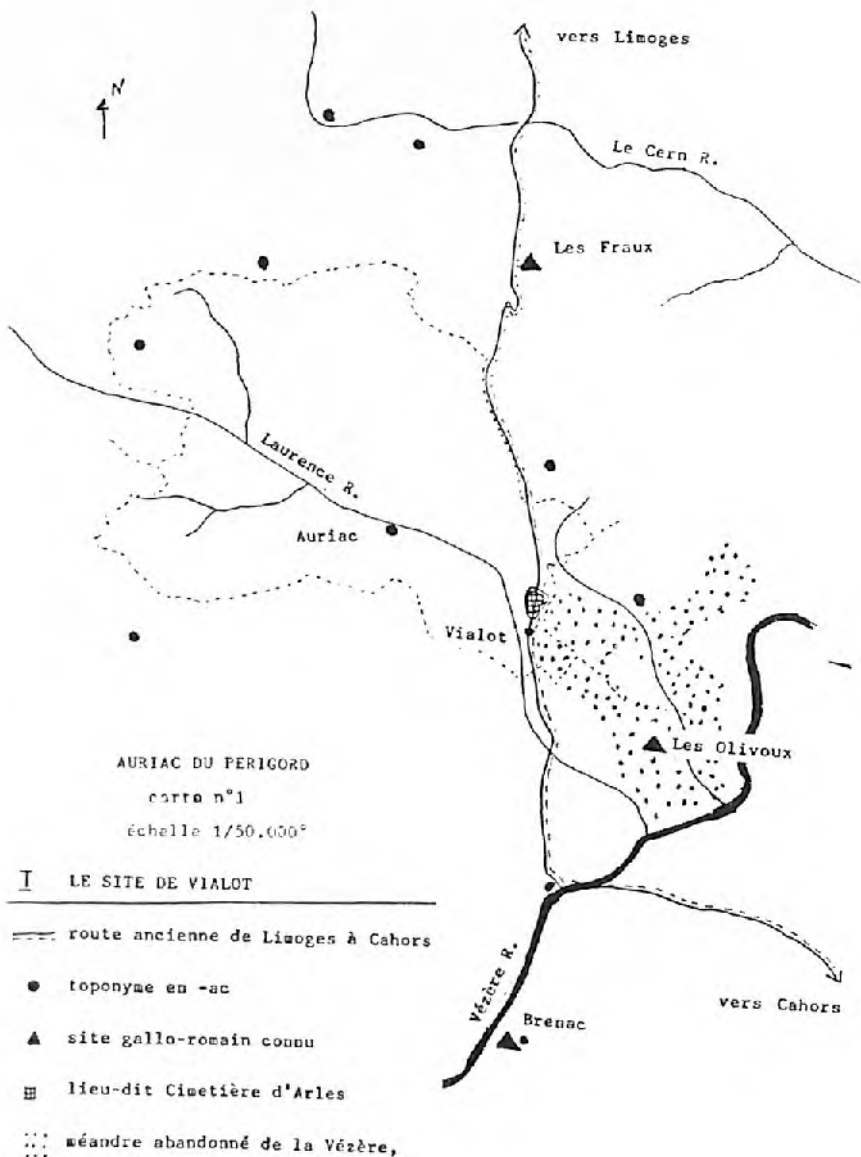 vers Limoges
N
Le Cern R.
Les Fraux
Laurence R.
Auriac
Vialot
Les Olivoux
AURIAC DU PERIGORD
carte n°1
échelle 1/50.000°
I LE SITE DE VIALOT
route ancienne de Limoges à Cahors
Vézère R.
vers Cahors
toponyme en -ac
Brenac
site gallo-romain connu
lieu-dit Cimetière d'Arles
méandre abandonné de la Vézère,